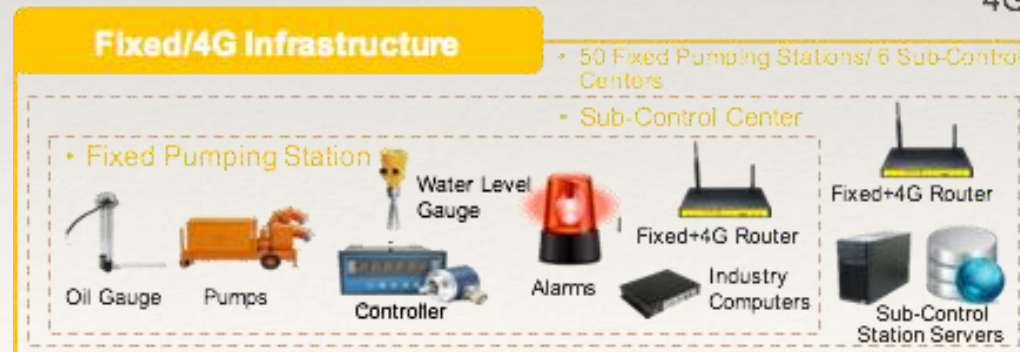 4G
Fixed/4G Infrastructure
• 50 Fixed Pumping Stations/ 6 Sub-Control
Centers
• Sub-Control Center
• Fixed Pumping Station
Water Level
Gauge
Fixed+4G Router
Fixed+4G Router
Oil Gauge
Pumps
Controller
Alarms
Industry
Computers
Sub-Control
Station Servers